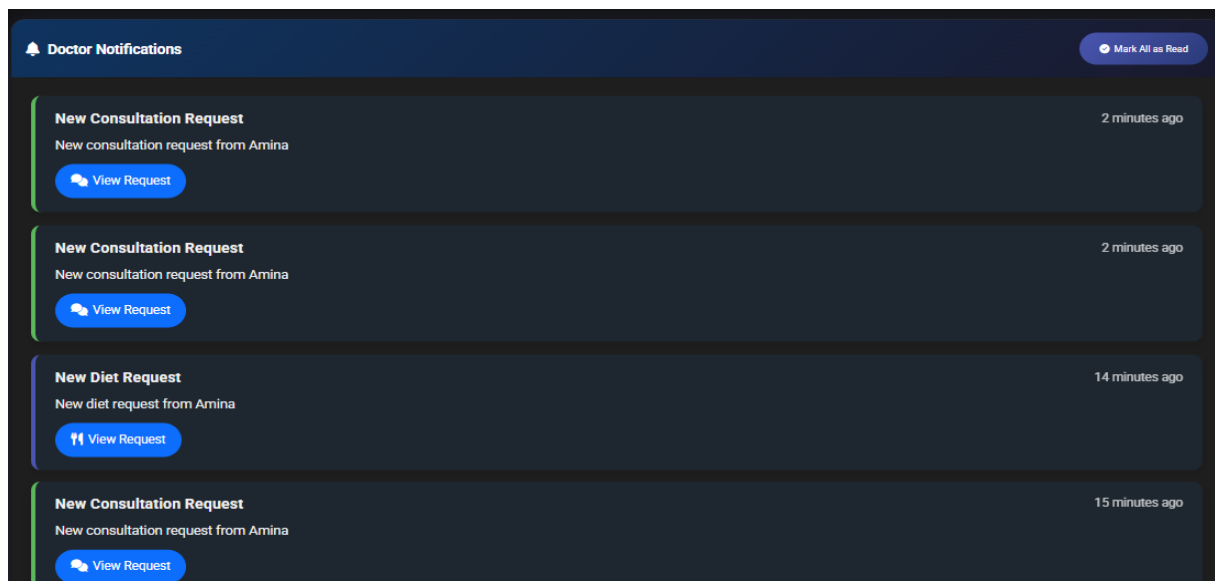 Doctor Notifications
Mark All as Read
New Consultation Request
2 minutes ago
New consultation request from Amina
View Request
New Consultation Request
2 minutes ago
New consultation request from Amina
View Request
New Diet Request
14 minutes ago
New diet request from Amina
View Request
New Consultation Request
15 minutes ago
New consultation request from Amina
View Request